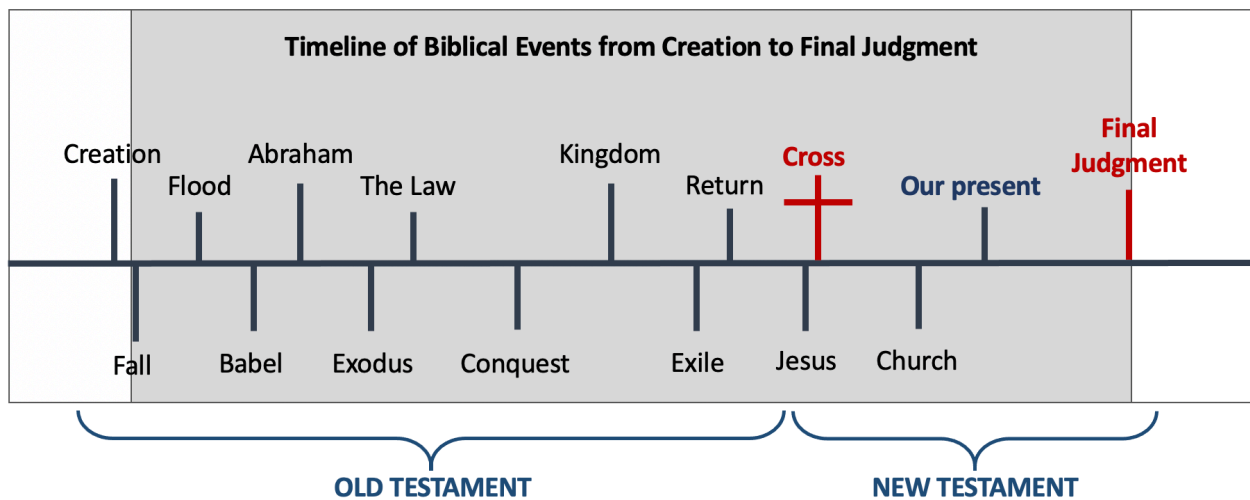 Timeline of Biblical Events from Creation to Final Judgment
Final
Judgment
Creation
Abraham
Kingdom
Cross
Flood
The Law
Return
Our present
Fall
Babel
Exodus
Conquest
Exile
Jesus
Church
OLD TESTAMENT
NEW TESTAMENT